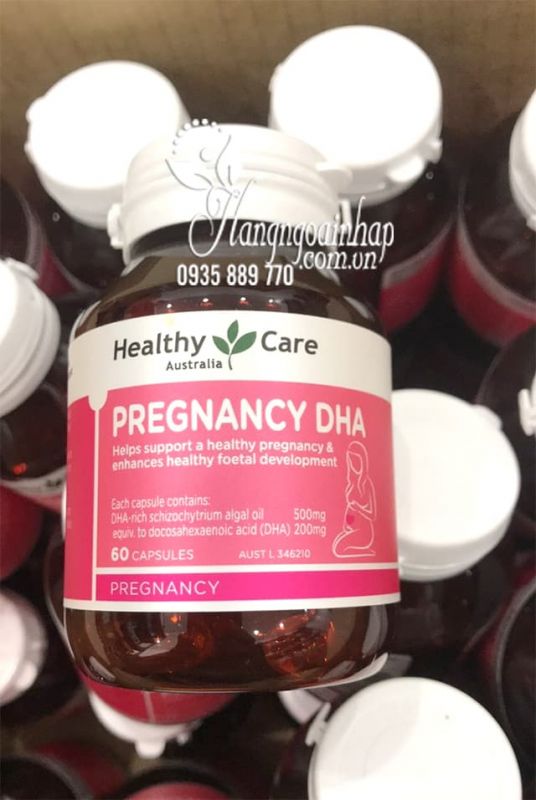 Hangngoainhap
.com.vn
0935 889 770
Healthy Care
Australia
PREGNANCY DHA
Helps support a healthy pregnancy &
enhances healthy foetal development
Each capsule contains:
DHA-rich schizochytrium algal oil 500mg
equiv. to docosahexaenoic acid (DHA) 200mg
60 CAPSULES AUST L 346210
PREGNANCY